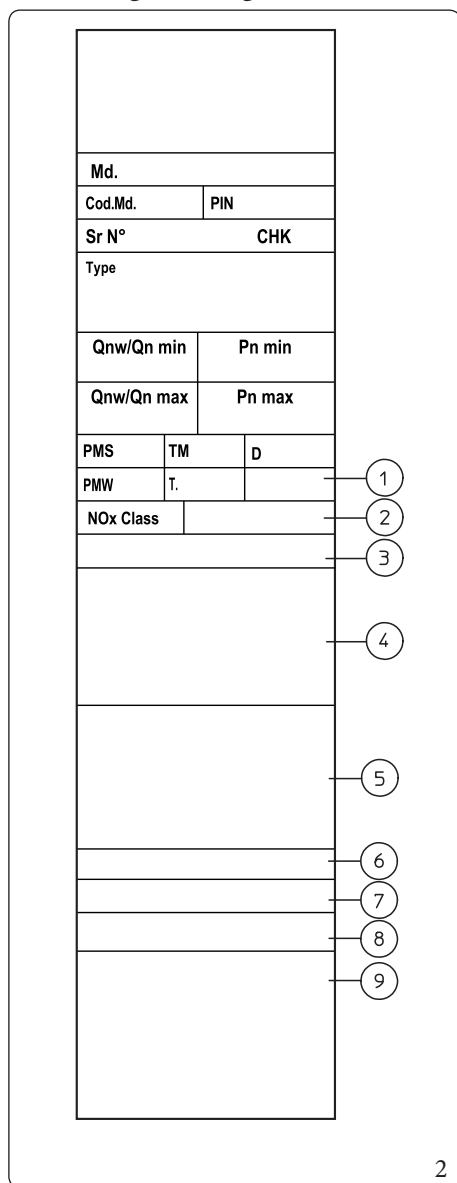 Md.
Cod.Md. PIN
Sr N° CHK
Type
Qnw/Qn min Pn min
Qnw/Qn max Pn max
PMS TM D
PMW T. 1
NOx Class 2
3
4
5
6
7
8
9
2